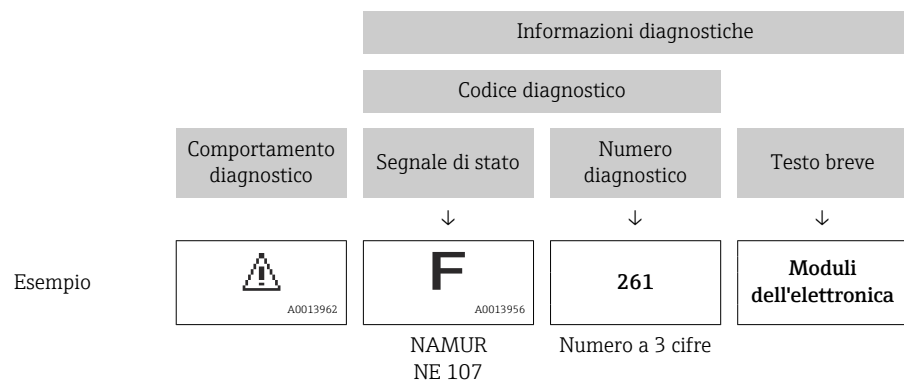 Informazioni diagnostiche
Codice diagnostico
Comportamento
diagnostico
Segnale di stato
Numero
diagnostico
Testo breve
↓
↓
↓
Esempio
A0013962
F
A0013956
261
Moduli
dell'elettronica
NAMUR
NE 107
Numero a 3 cifre